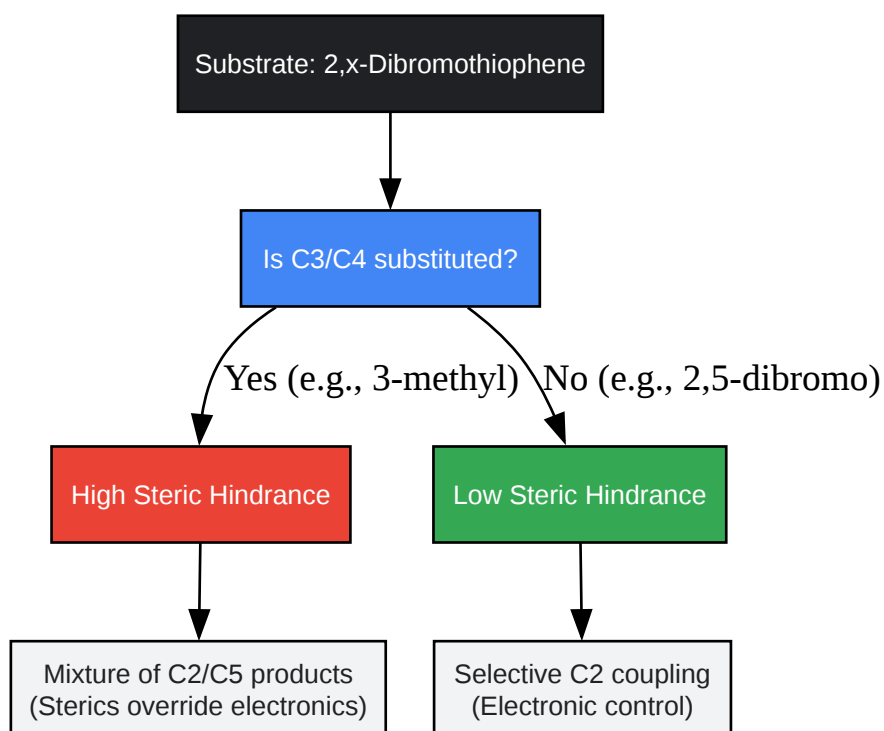 Substrate: 2,x-Dibromothiophene
Is C3/C4 substituted?
Yes (e.g., 3-methyl)
No (e.g., 2,5-dibromo)
High Steric Hindrance
Low Steric Hindrance
Mixture of C2/C5 products
(Sterics override electronics)
Selective C2 coupling
(Electronic control)